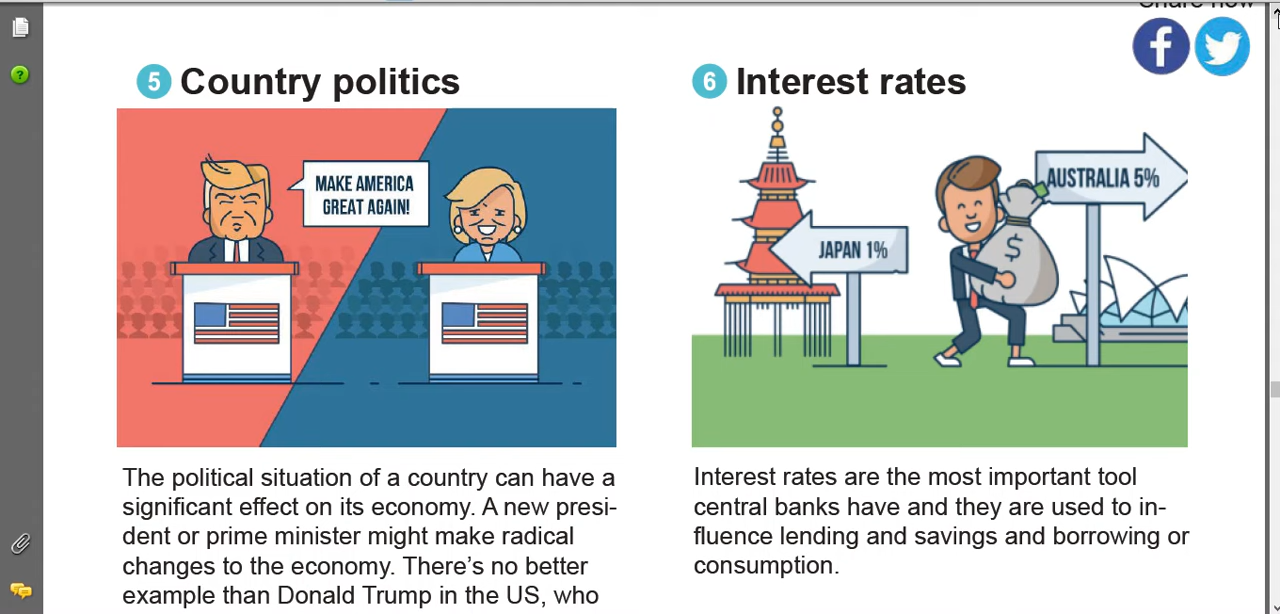 Share now
5 Country politics
MAKE AMERICA
GREAT AGAIN!
The political situation of a country can have a
significant effect on its economy. A new presi-
dent or prime minister might make radical
changes to the economy. There's no better
example than Donald Trump in the US, who
6 Interest rates
AUSTRALIA 5%
JAPAN 1%
$
Interest rates are the most important tool
central banks have and they are used to in-
fluence lending and savings and borrowing or
consumption.